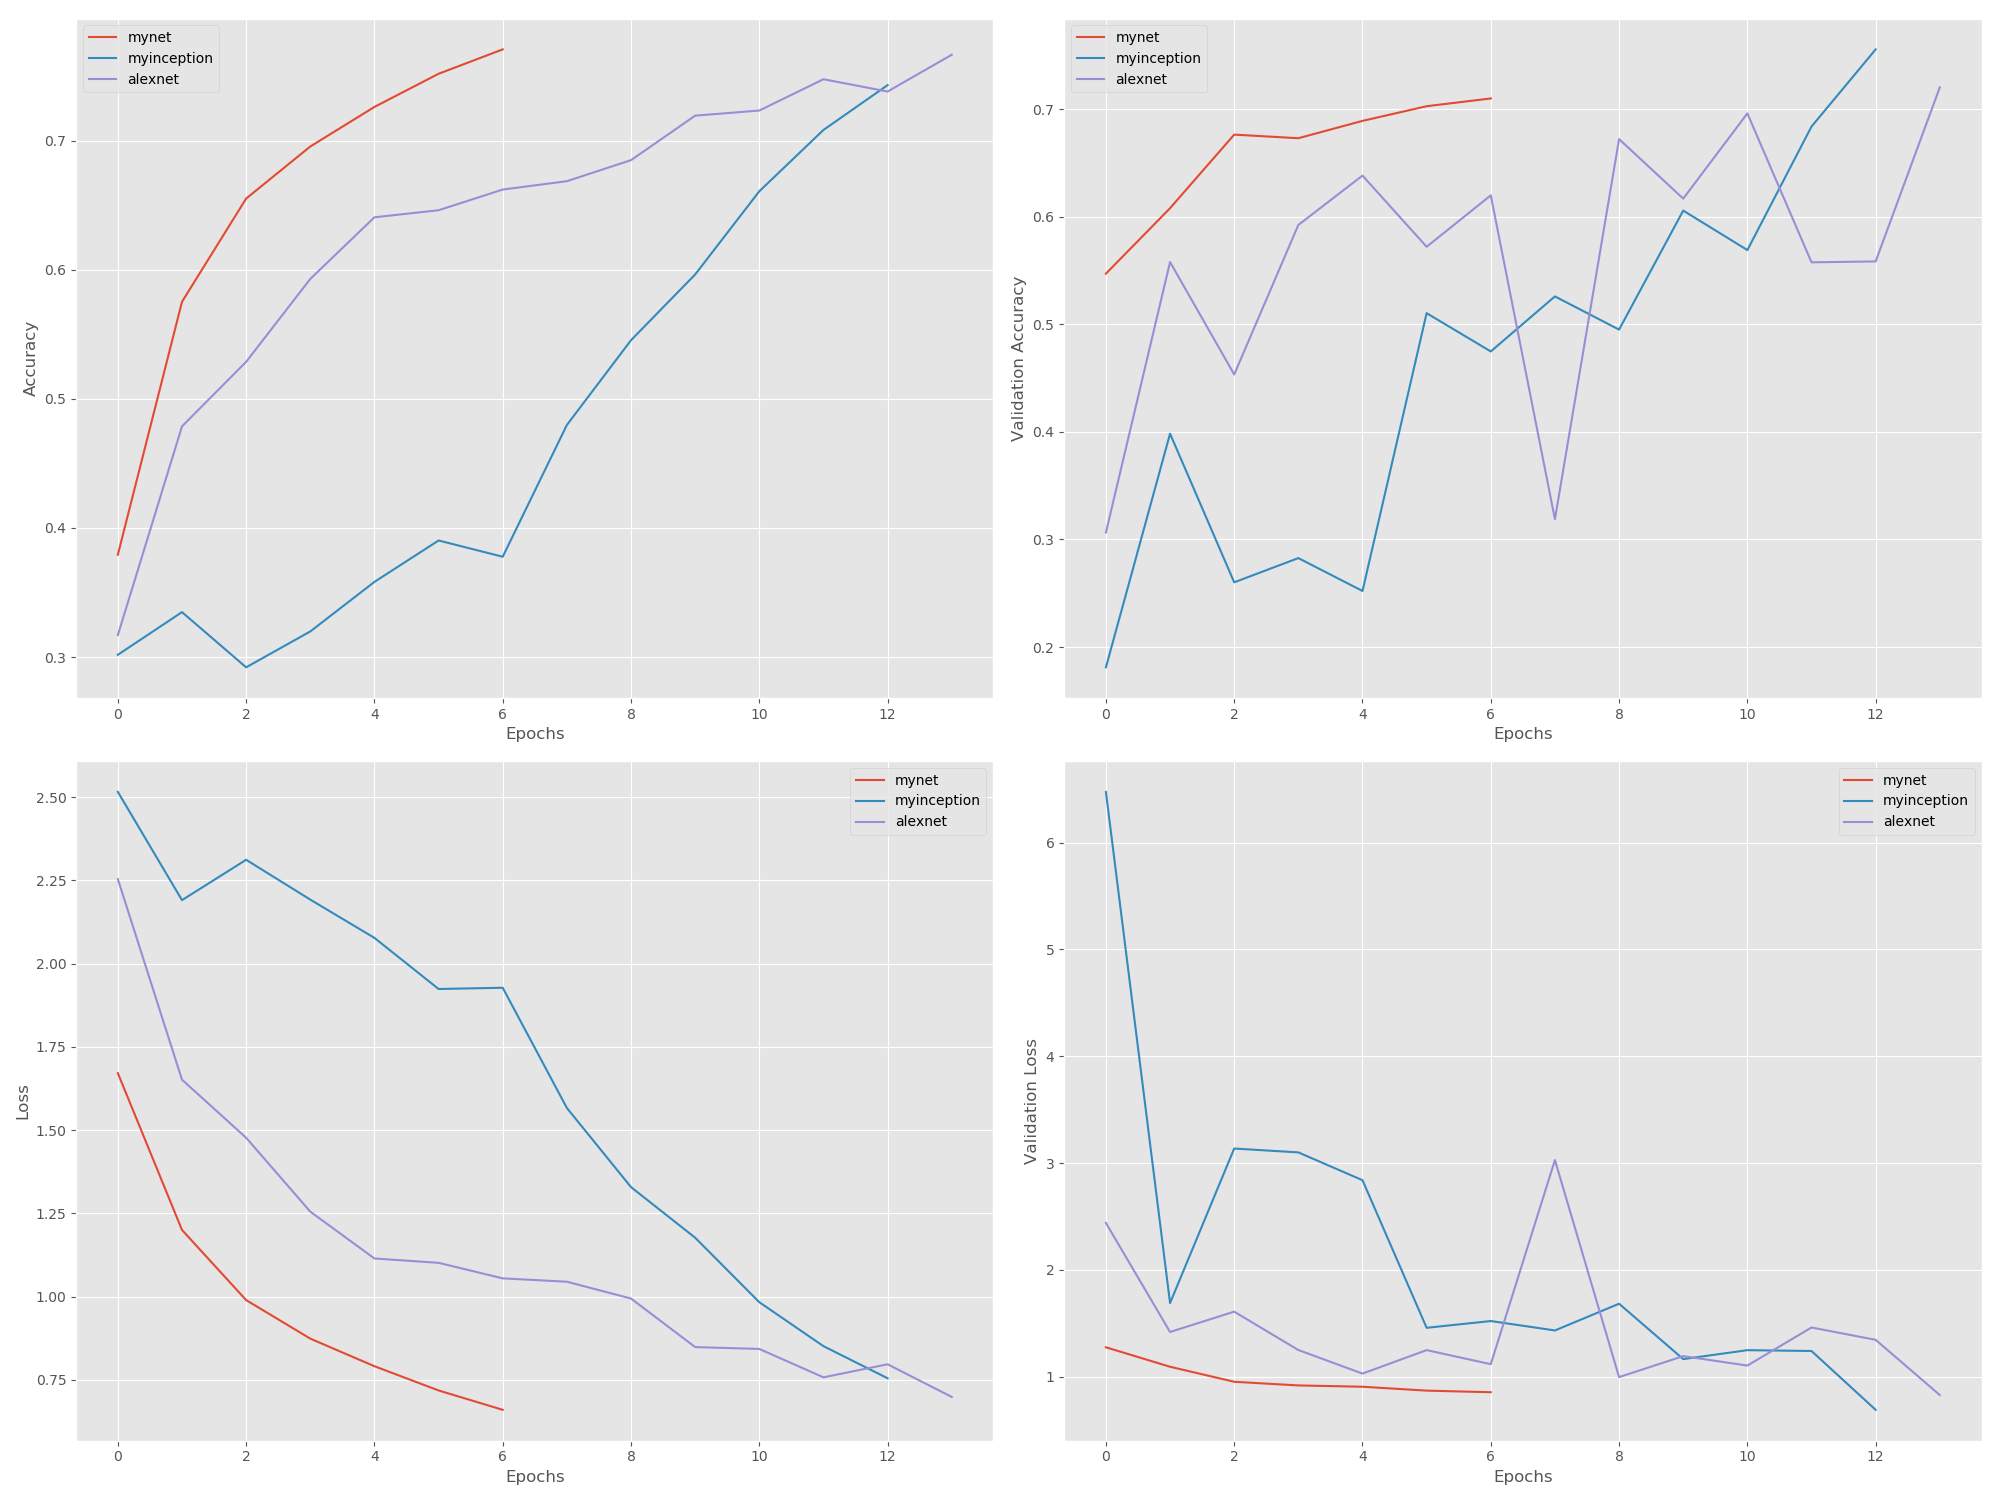 mynet
myinception
alexnet
0.7
0.6
0.5
0.4
0.3
Accuracy
0 2 4 6 8 10 12
Epochs
mynet
myinception
alexnet
0.7
0.6
0.5
0.4
0.3
0.2
Validation Accuracy
0 2 4 6 8 10 12
Epochs
mynet
myinception
alexnet
2.50
2.25
2.00
1.75
1.50
1.25
1.00
0.75
Loss
0 2 4 6 8 10 12
Epochs
mynet
myinception
alexnet
6
5
4
3
2
1
Validation Loss
0 2 4 6 8 10 12
Epochs